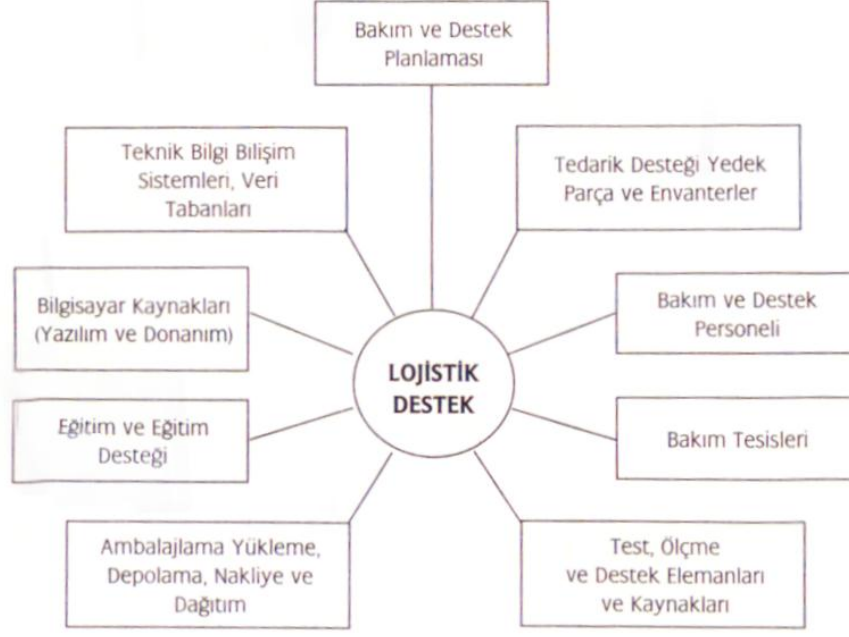 Bakım ve Destek
Planlaması
Teknik Bilgi Bilişim
Sistemleri, Veri
Tabanları
Tedarik Desteği Yedek
Parça ve Envanterler
Bilgisayar Kaynakları
(Yazılım ve Donanım)
Bakım ve Destek
Personeli
LOJİSTİK
DESTEK
Eğitim ve Eğitim
Desteği
Bakım Tesisleri
Ambalajlama Yükleme,
Depolama, Nakliye ve
Dağıtım
Test, Ölçme
ve Destek Elemanları
ve Kaynakları